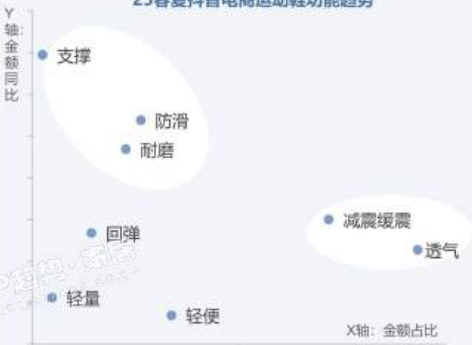 25春夏抖音电商运动鞋功能趋势
Y轴:金额同比
支撑
防滑
耐磨
减震缓震
回弹
透气
轻量
轻便
X轴：金额占比